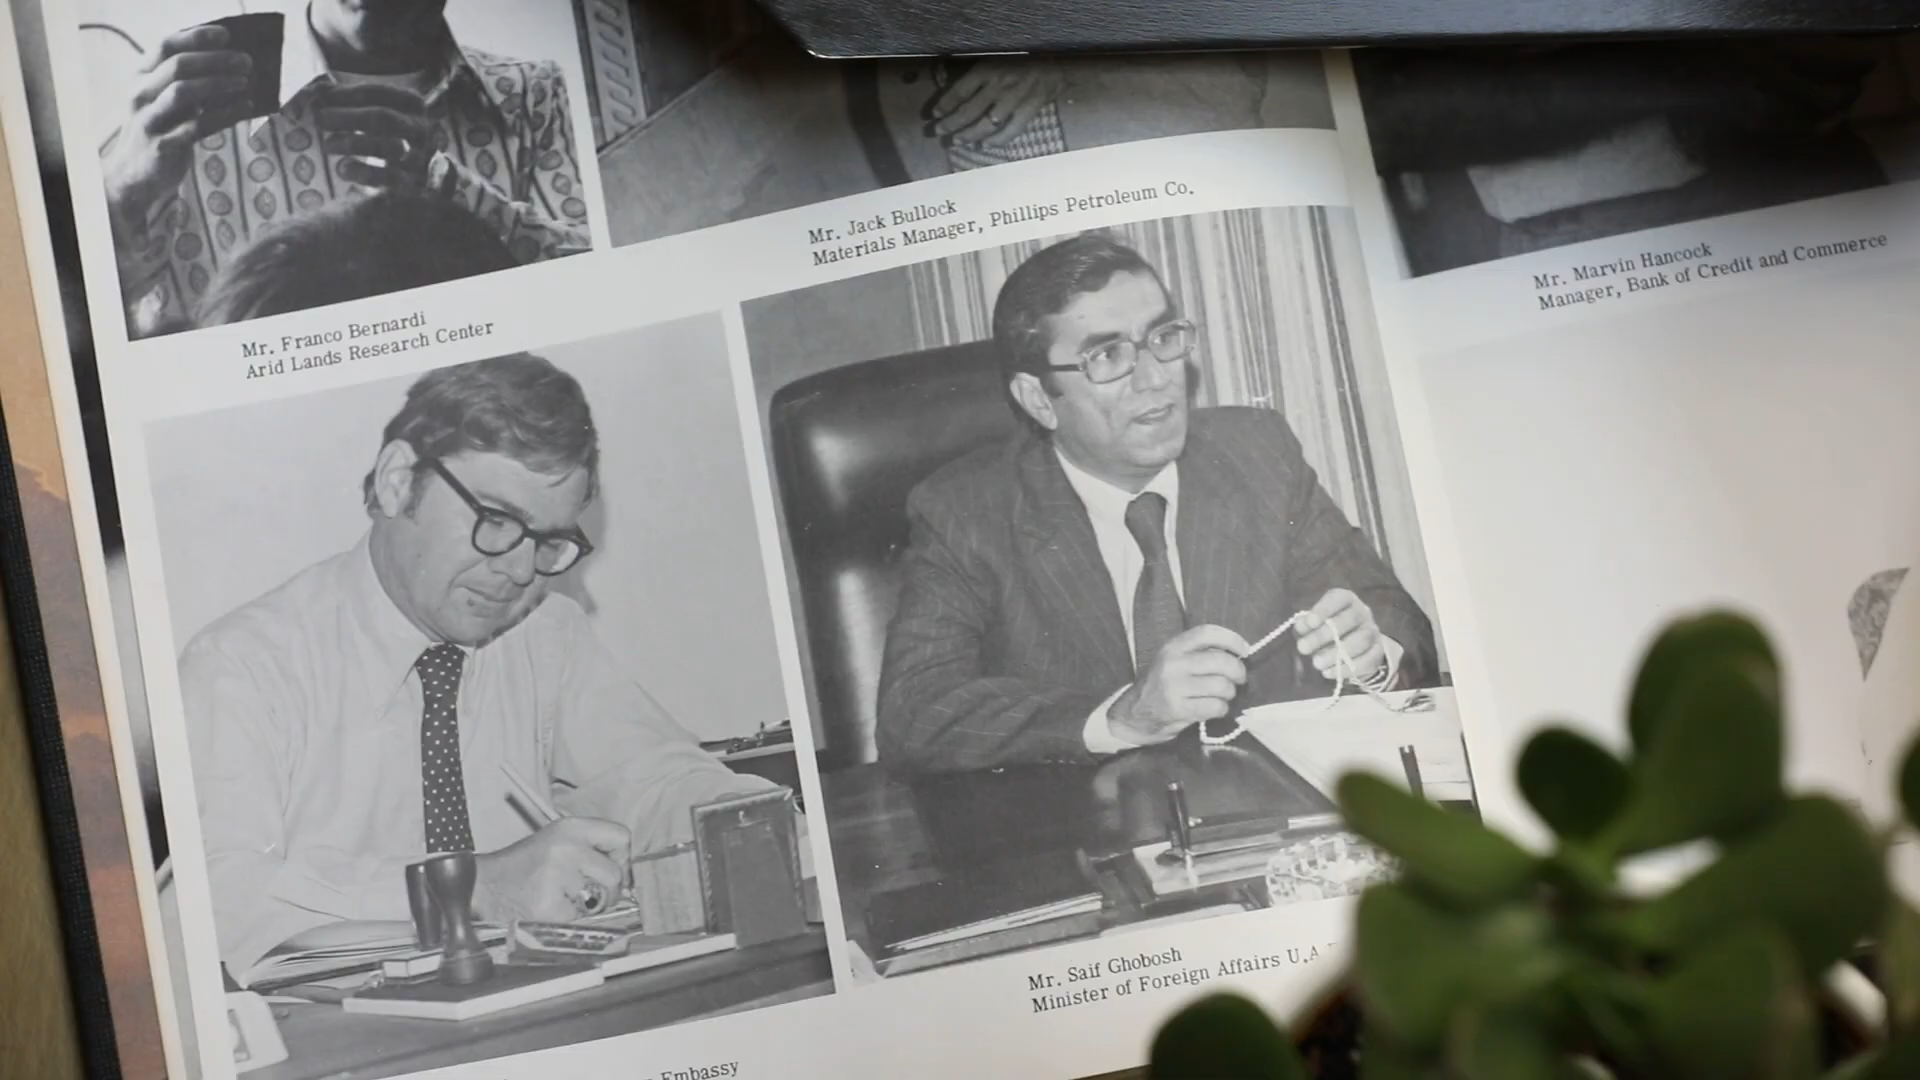 Mr. Jack Bullock
Materials Manager, Phillips Petroleum Co.
Mr. Marvin Hancock
Manager, Bank of Credit and Commerce
Mr. Franco Bernardi
Arid Lands Research Center
Mr. Saif Ghobosh
Minister of Foreign Affairs U.A
Embassy